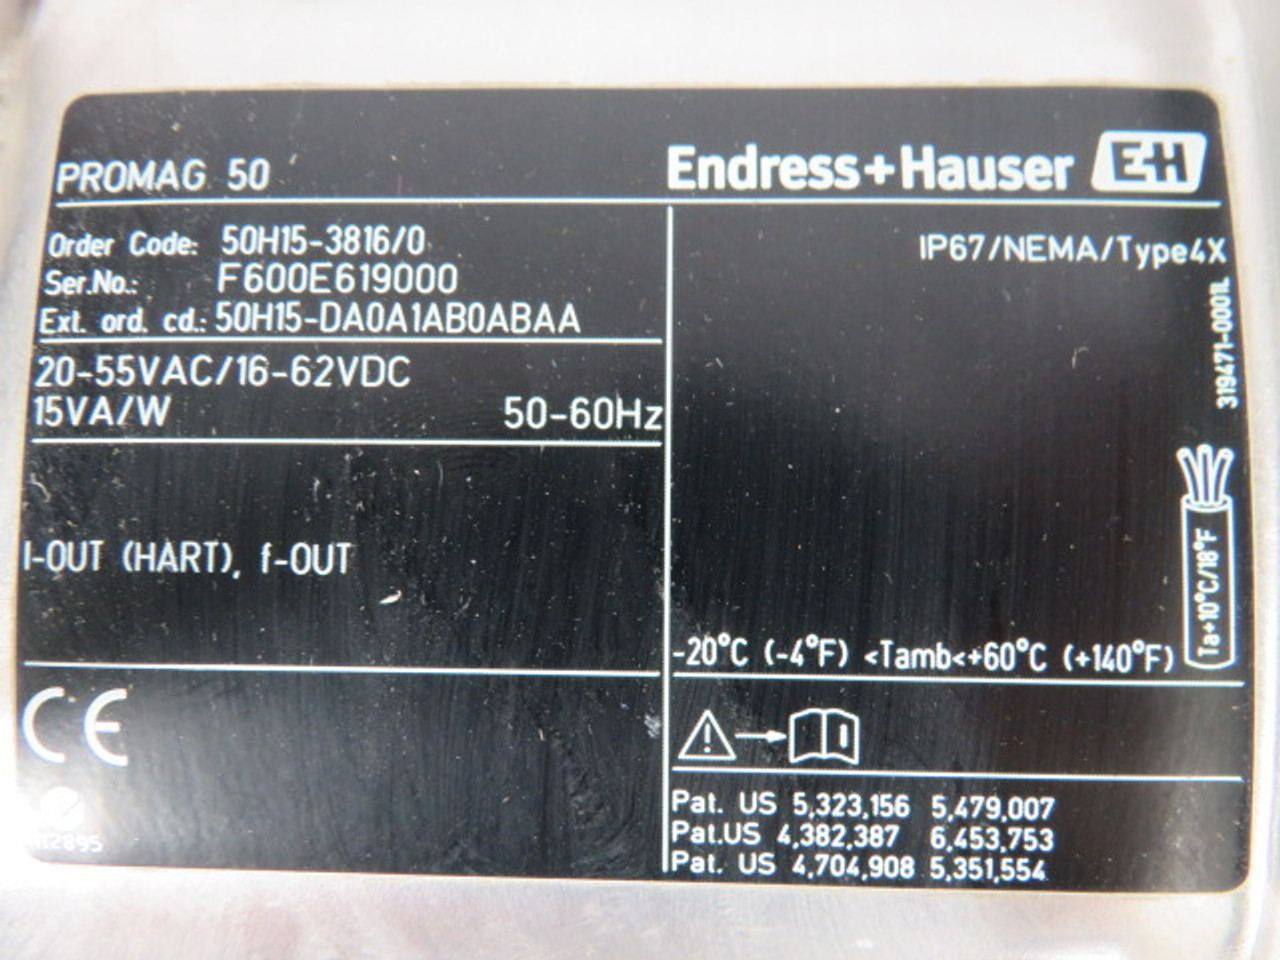 PROMAG 50
Endress+Hauser EH
Order Code: 50H15-3816/0
Ser.No.: F600E619000
Ext. ord. cd.: 50H15-DA0A1AB0ABAA
20-55VAC/16-62VDC
15VA/W 50-60Hz
I-OUT (HART), f-OUT
CE
IP67/NEMA/Type4X
319471-0001L
Ta+10°C/18°F
-20°C (-4°F) <Tamb<+60°C (+140°F)
Pat. US 5,323,156 5,479,007
Pat.US 4,382,387 6,453,753
Pat. US 4,704,908 5,351,554